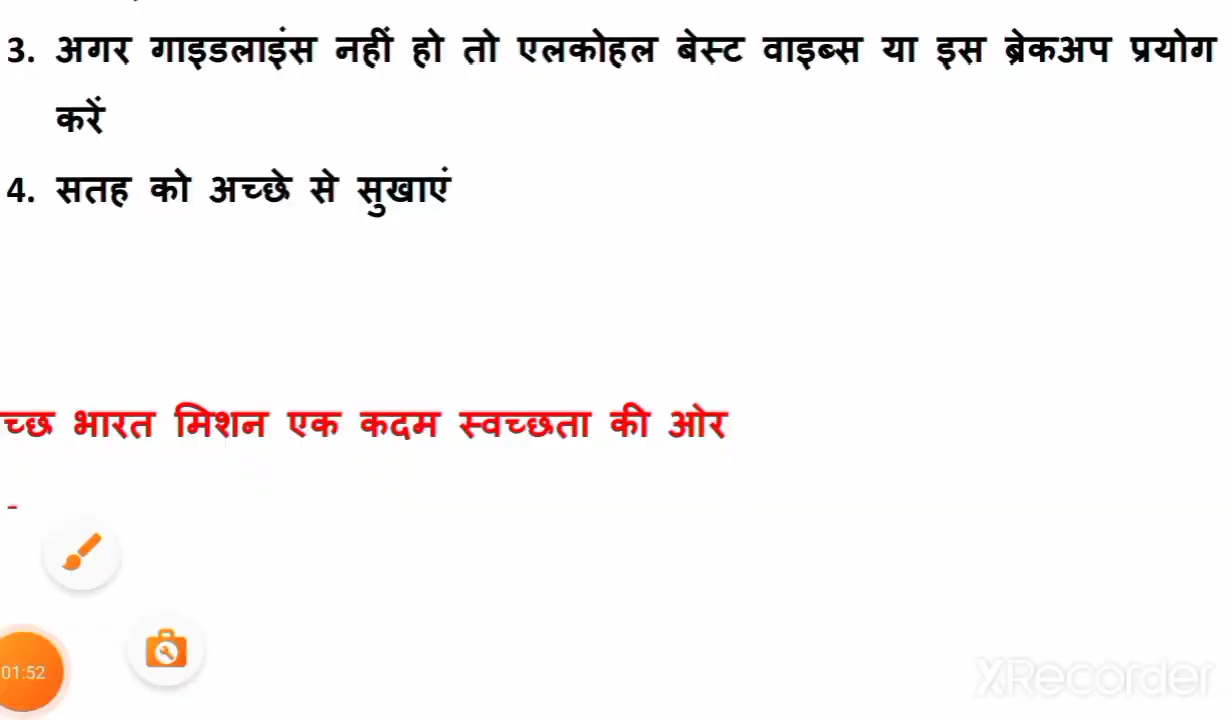 3. अगर गाइडलाइंस नहीं हो तो एलकोहल बेस्ट वाइब्स या इस ब्रेकअप प्रयोग
करें
4. सतह को अच्छे से सुखाएं
च्छ भारत मिशन एक कदम स्वच्छता की ओर
01:52
XRecorder